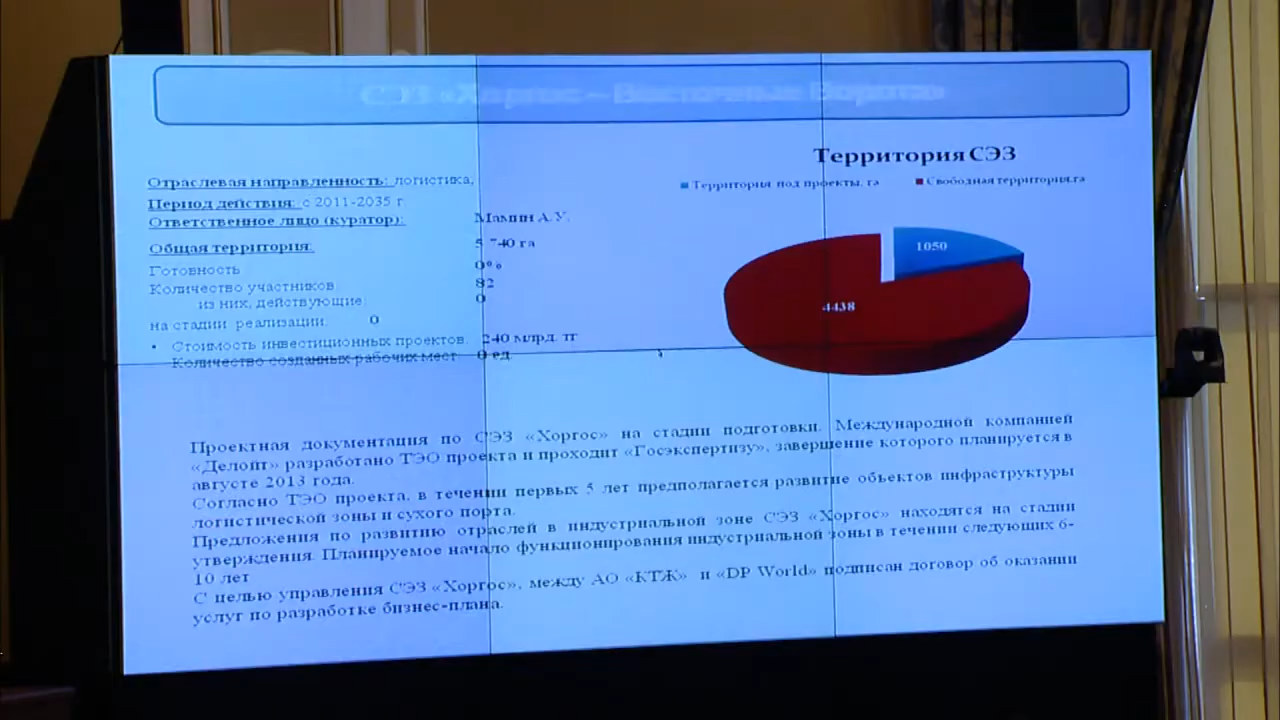 СЭЗ «Хоргос – Восточные Ворота»
Территория СЭЗ
Территория под проекты, га
Свободная территория,га
1050
4438
Отраслевая направленность: логистика,
Период действия: с 2011-2035 г
Ответственное лицо (куратор): Мамин А.У.
Общая территория: 5 740 га
Готовность 0%
Количество участников 82
из них, действующие: 0
на стадии реализации: 0
• Стоимость инвестиционных проектов: 240 млрд. тг
Количество созданных рабочих мест: 0 ед
Проектная документация по СЭЗ «Хоргос» на стадии подготовки. Международной компанией
«Делойт» разработано ТЭО проекта и проходит «Госэкспертизу», завершение которого планируется в
августе 2013 года.
Согласно ТЭО проекта, в течении первых 5 лет предполагается развитие объектов инфраструктуры
логистической зоны и сухого порта.
Предложения по развитию отраслей в индустриальной зоне СЭЗ «Хоргос» находятся на стадии
утверждения. Планируемое начало функционирования индустриальной зоны в течении следующих 6-
10 лет
С целью управления СЭЗ «Хоргос», между АО «КТЖ» и «DP World» подписан договор об оказании
услуг по разработке бизнес-плана.